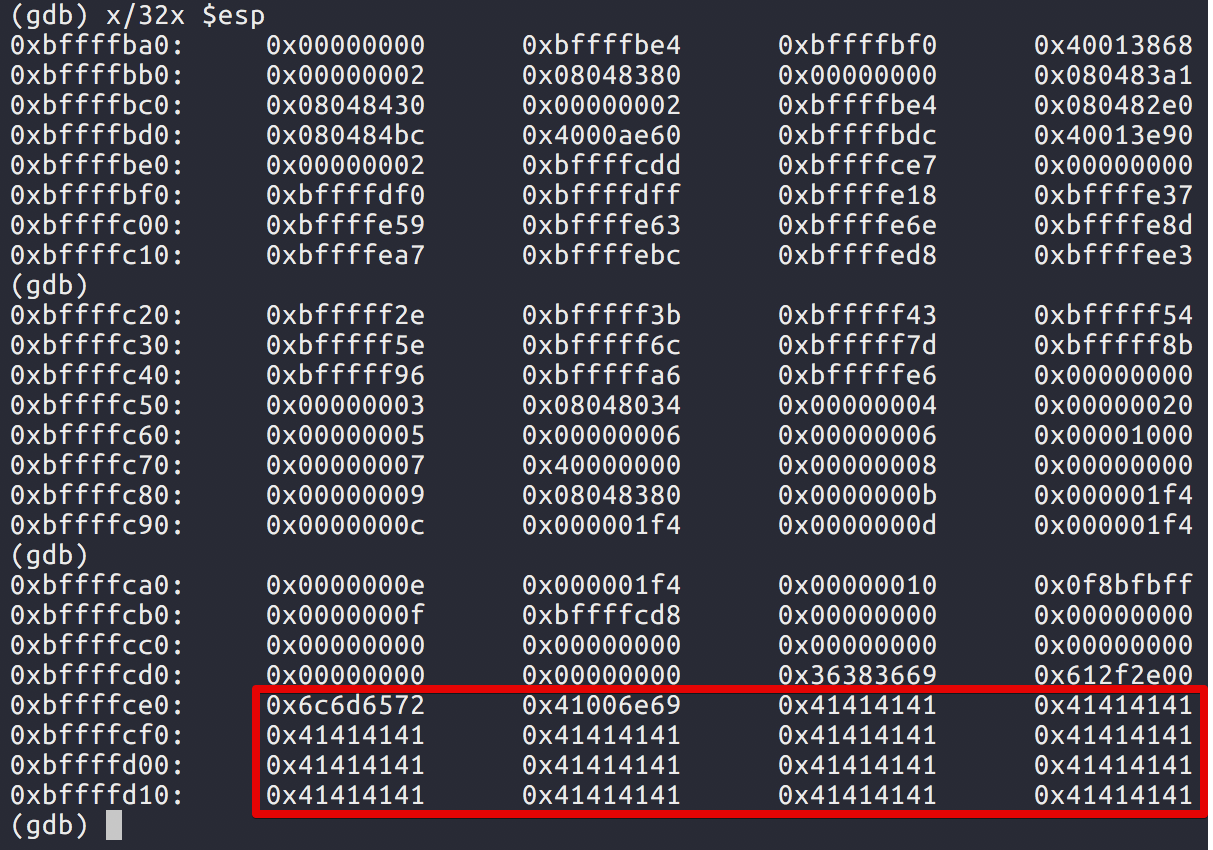 (gdb) x/32x $esp
0xbffffba0: 0x00000000 0xbffffbe4 0xbffffbf0 0x40013868
0xbffffbb0: 0x00000002 0x08048380 0x00000000 0x080483a1
0xbffffbc0: 0x08048430 0x00000002 0xbffffbe4 0x080482e0
0xbffffbd0: 0x080484bc 0x4000ae60 0xbffffbdc 0x40013e90
0xbffffbe0: 0x00000002 0xbffffcdd 0xbffffce7 0x00000000
0xbffffbf0: 0xbffffdf0 0xbffffdff 0xbffffe18 0xbffffe37
0xbffffc00: 0xbffffe59 0xbffffe63 0xbffffe6e 0xbffffe8d
0xbffffc10: 0xbffffea7 0xbffffebc 0xbffffed8 0xbffffee3
(gdb)
0xbffffc20: 0xbfffff2e 0xbfffff3b 0xbfffff43 0xbfffff54
0xbffffc30: 0xbfffff5e 0xbfffff6c 0xbfffff7d 0xbfffff8b
0xbffffc40: 0xbfffff96 0xbfffffa6 0xbfffffe6 0x00000000
0xbffffc50: 0x00000003 0x08048034 0x00000004 0x00000020
0xbffffc60: 0x00000005 0x00000006 0x00000006 0x00001000
0xbffffc70: 0x00000007 0x40000000 0x00000008 0x00000000
0xbffffc80: 0x00000009 0x08048380 0x0000000b 0x000001f4
0xbffffc90: 0x0000000c 0x000001f4 0x0000000d 0x000001f4
(gdb)
0xbffffca0: 0x0000000e 0x000001f4 0x00000010 0x0f8bfbff
0xbffffcb0: 0x0000000f 0xbffffcd8 0x00000000 0x00000000
0xbffffcc0: 0x00000000 0x00000000 0x00000000 0x00000000
0xbffffcd0: 0x00000000 0x00000000 0x36383669 0x612f2e00
0xbffffce0: 0x6c6d6572 0x41006e69 0x41414141 0x41414141
0xbffffcf0: 0x41414141 0x41414141 0x41414141 0x41414141
0xbffffd00: 0x41414141 0x41414141 0x41414141 0x41414141
0xbffffd10: 0x41414141 0x41414141 0x41414141 0x41414141
(gdb)